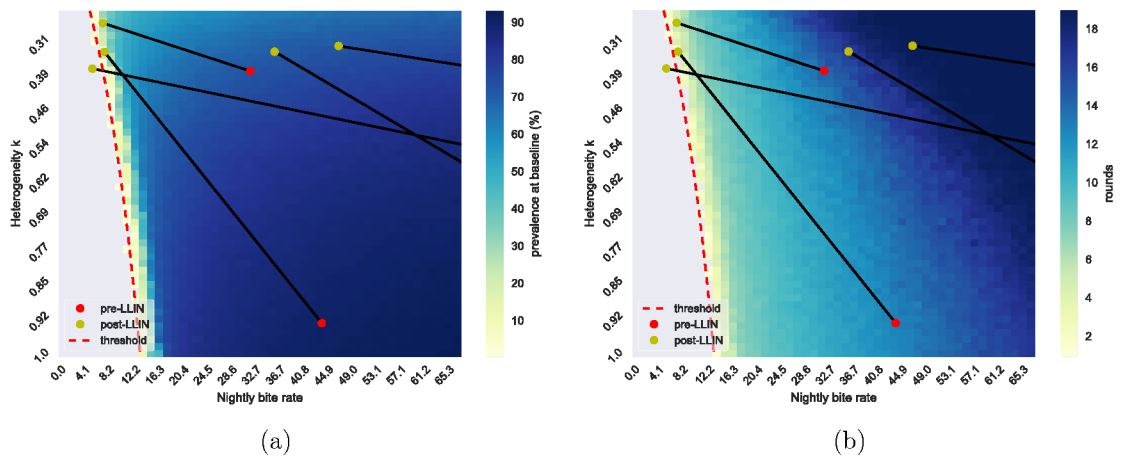 Heterogeneity k
0.31
0.39
0.46
0.54
0.62
0.69
0.77
0.85
0.92
1.0
pre-LLIN
post-LLIN
threshold
0.0 4.1 8.2 12.2 16.3 20.4 24.5 28.6 32.7 36.7 40.8 44.9 49.0 53.1 57.1 61.2 65.3
Nightly bite rate
90
80
70
60
50
40
30
20
10
prevalence at baseline (%)
(a)
Heterogeneity k
0.31
0.39
0.46
0.54
0.62
0.69
0.77
0.85
0.92
1.0
threshold
pre-LLIN
post-LLIN
0.0 4.1 8.2 12.2 16.3 20.4 24.5 28.6 32.7 36.7 40.8 44.9 49.0 53.1 57.1 61.2 65.3
Nightly bite rate
18
16
14
12
10
8
6
4
2
rounds
(b)